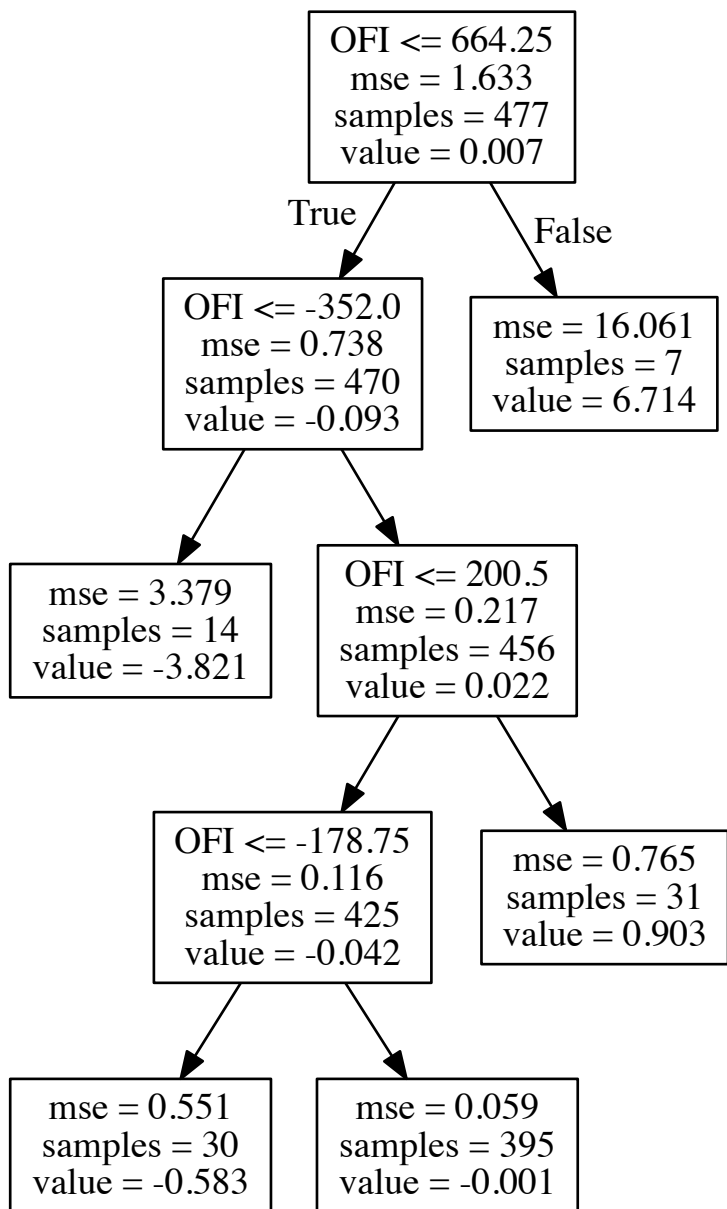 OFI <= 664.25
mse = 1.633
samples = 477
value = 0.007
True
False
OFI <= -352.0
mse = 0.738
samples = 470
value = -0.093
mse = 16.061
samples = 7
value = 6.714
mse = 3.379
samples = 14
value = -3.821
OFI <= 200.5
mse = 0.217
samples = 456
value = 0.022
OFI <= -178.75
mse = 0.116
samples = 425
value = -0.042
mse = 0.765
samples = 31
value = 0.903
mse = 0.551
samples = 30
value = -0.583
mse = 0.059
samples = 395
value = -0.001